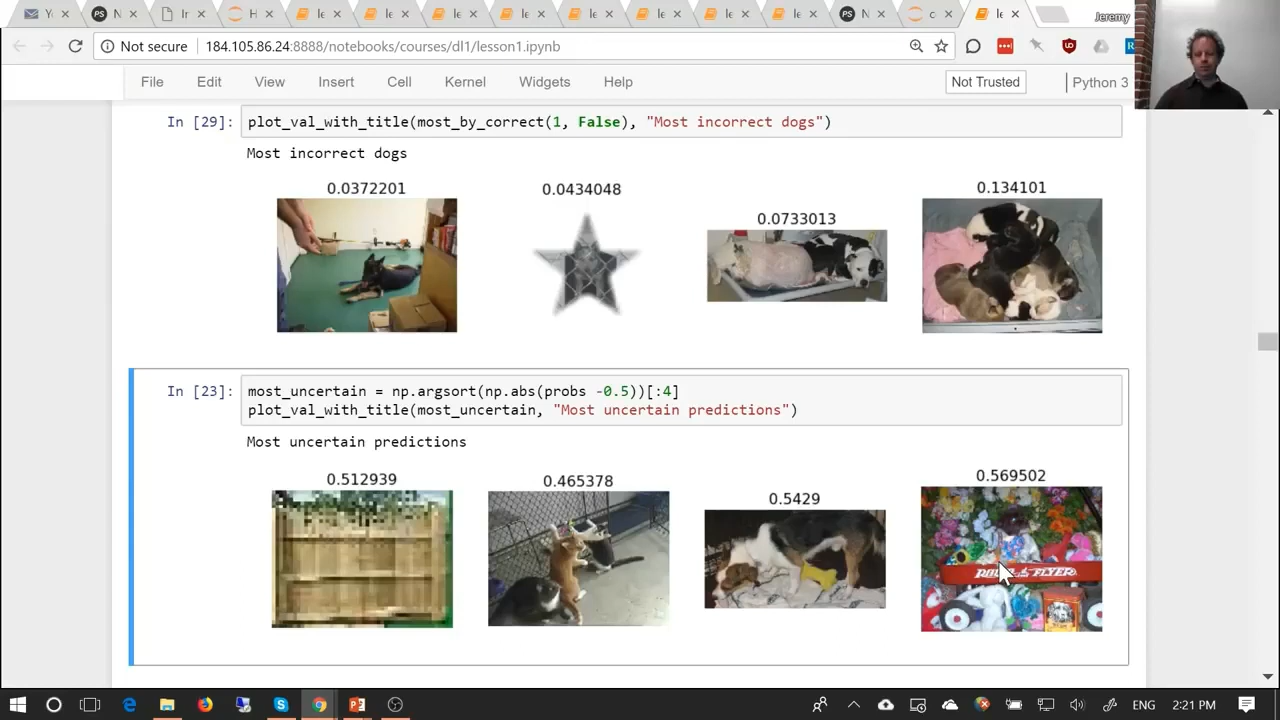 Jeremy
Not secure
184.105.86.24:8888/notebooks/courses/dl1/lesson1.ipynb
File Edit View Insert Cell Kernel Widgets Help
Not Trusted
Python 3
In [29]: plot_val_with_title(most_by_correct(1, False), "Most incorrect dogs")
Most incorrect dogs
0.0372201 0.0434048 0.0733013 0.134101
In [23]: most_uncertain = np.argsort(np.abs(probs -0.5))[:4]
plot_val_with_title(most_uncertain, "Most uncertain predictions")
Most uncertain predictions
0.512939 0.465378 0.5429 0.569502
FLYER
ENG 2:21 PM